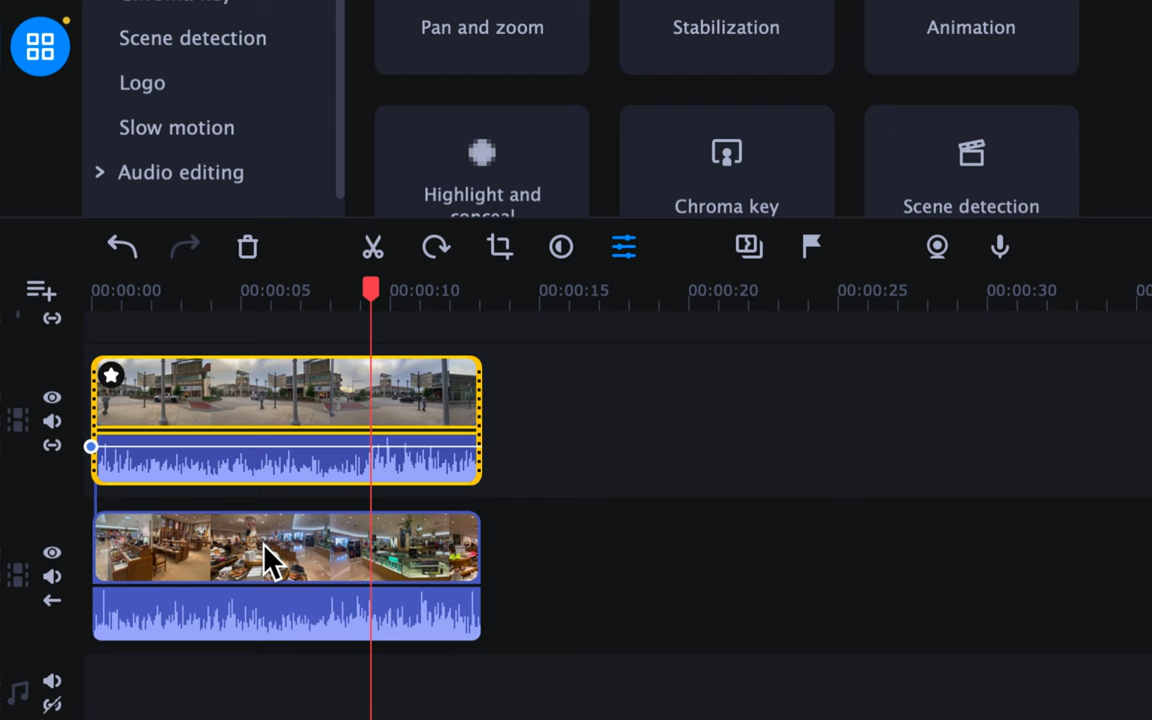 Chroma key
Scene detection
Logo
Slow motion
Audio editing
Pan and zoom
Stabilization
Animation
Highlight and
conceal
Chroma key
Scene detection
00:00:00
00:00:05
00:00:10
00:00:15
00:00:20
00:00:25
00:00:30